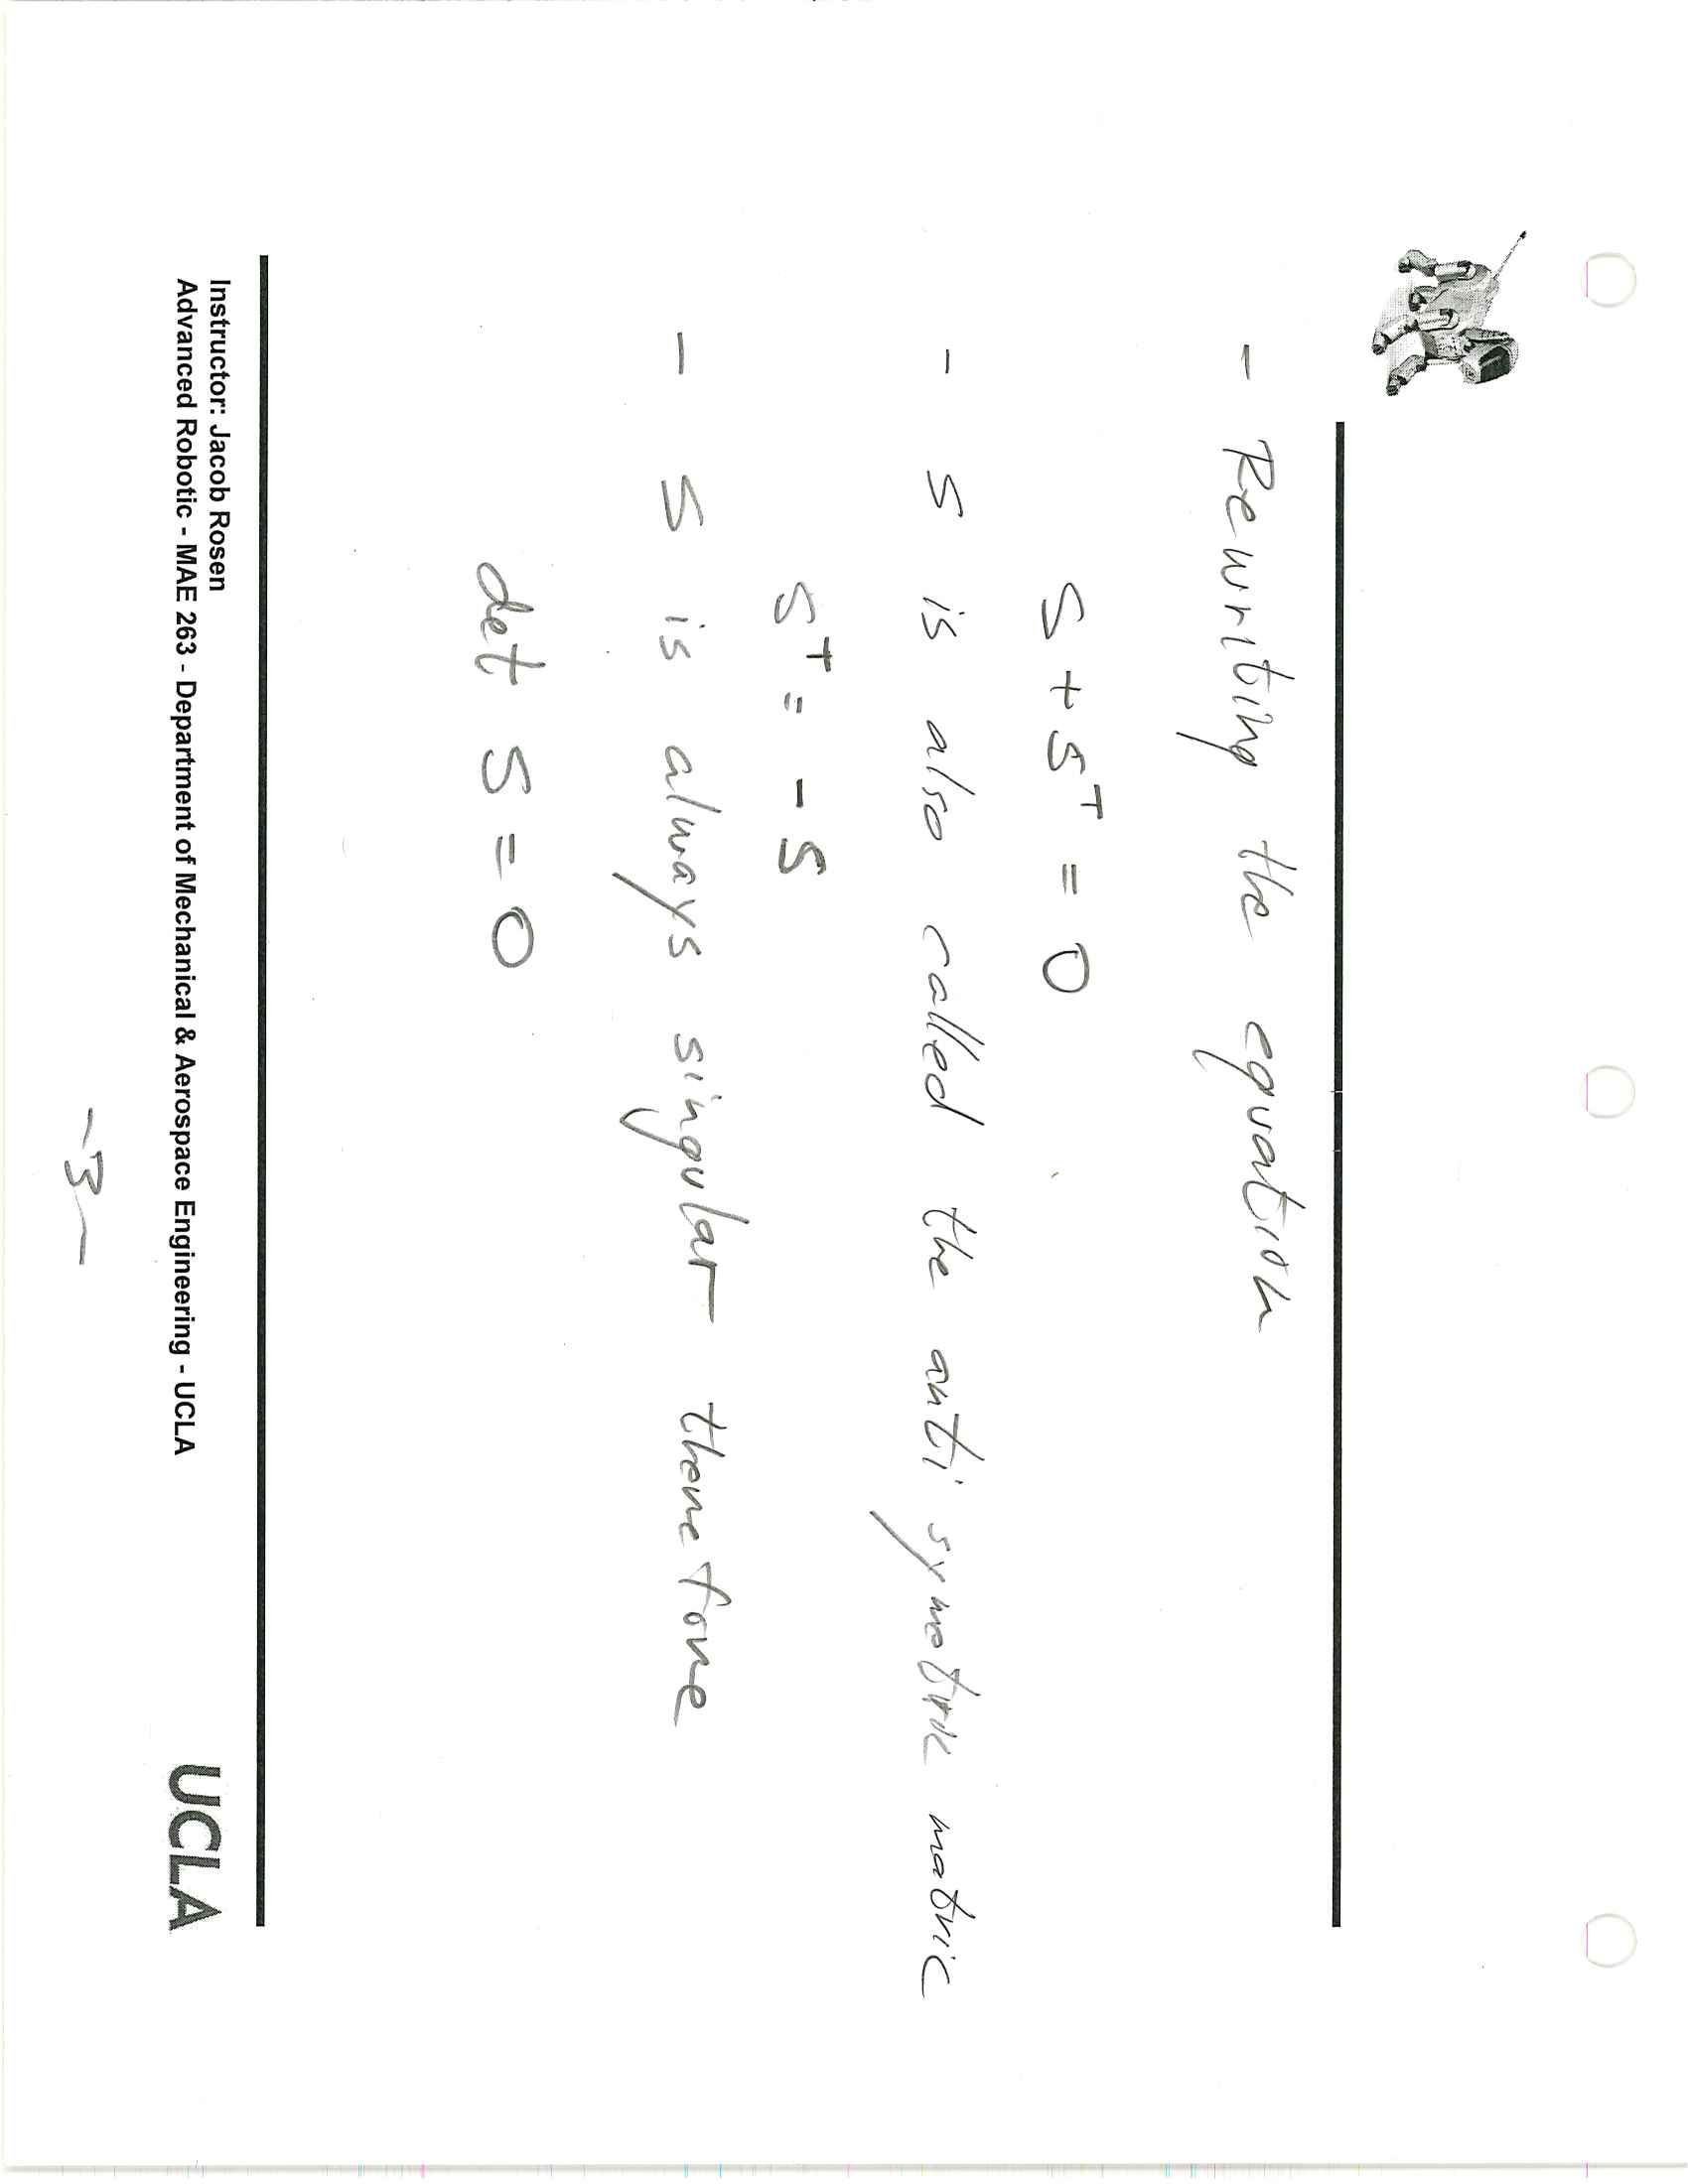 - Rewriting the equation
S + S^T = 0
- S is also called the anti symetric matric
S^T = - S
- S is always singular therefore
det S = 0
Instructor: Jacob Rosen
Advanced Robotic - MAE 263 - Department of Mechanical & Aerospace Engineering - UCLA
UCLA
- 3 -